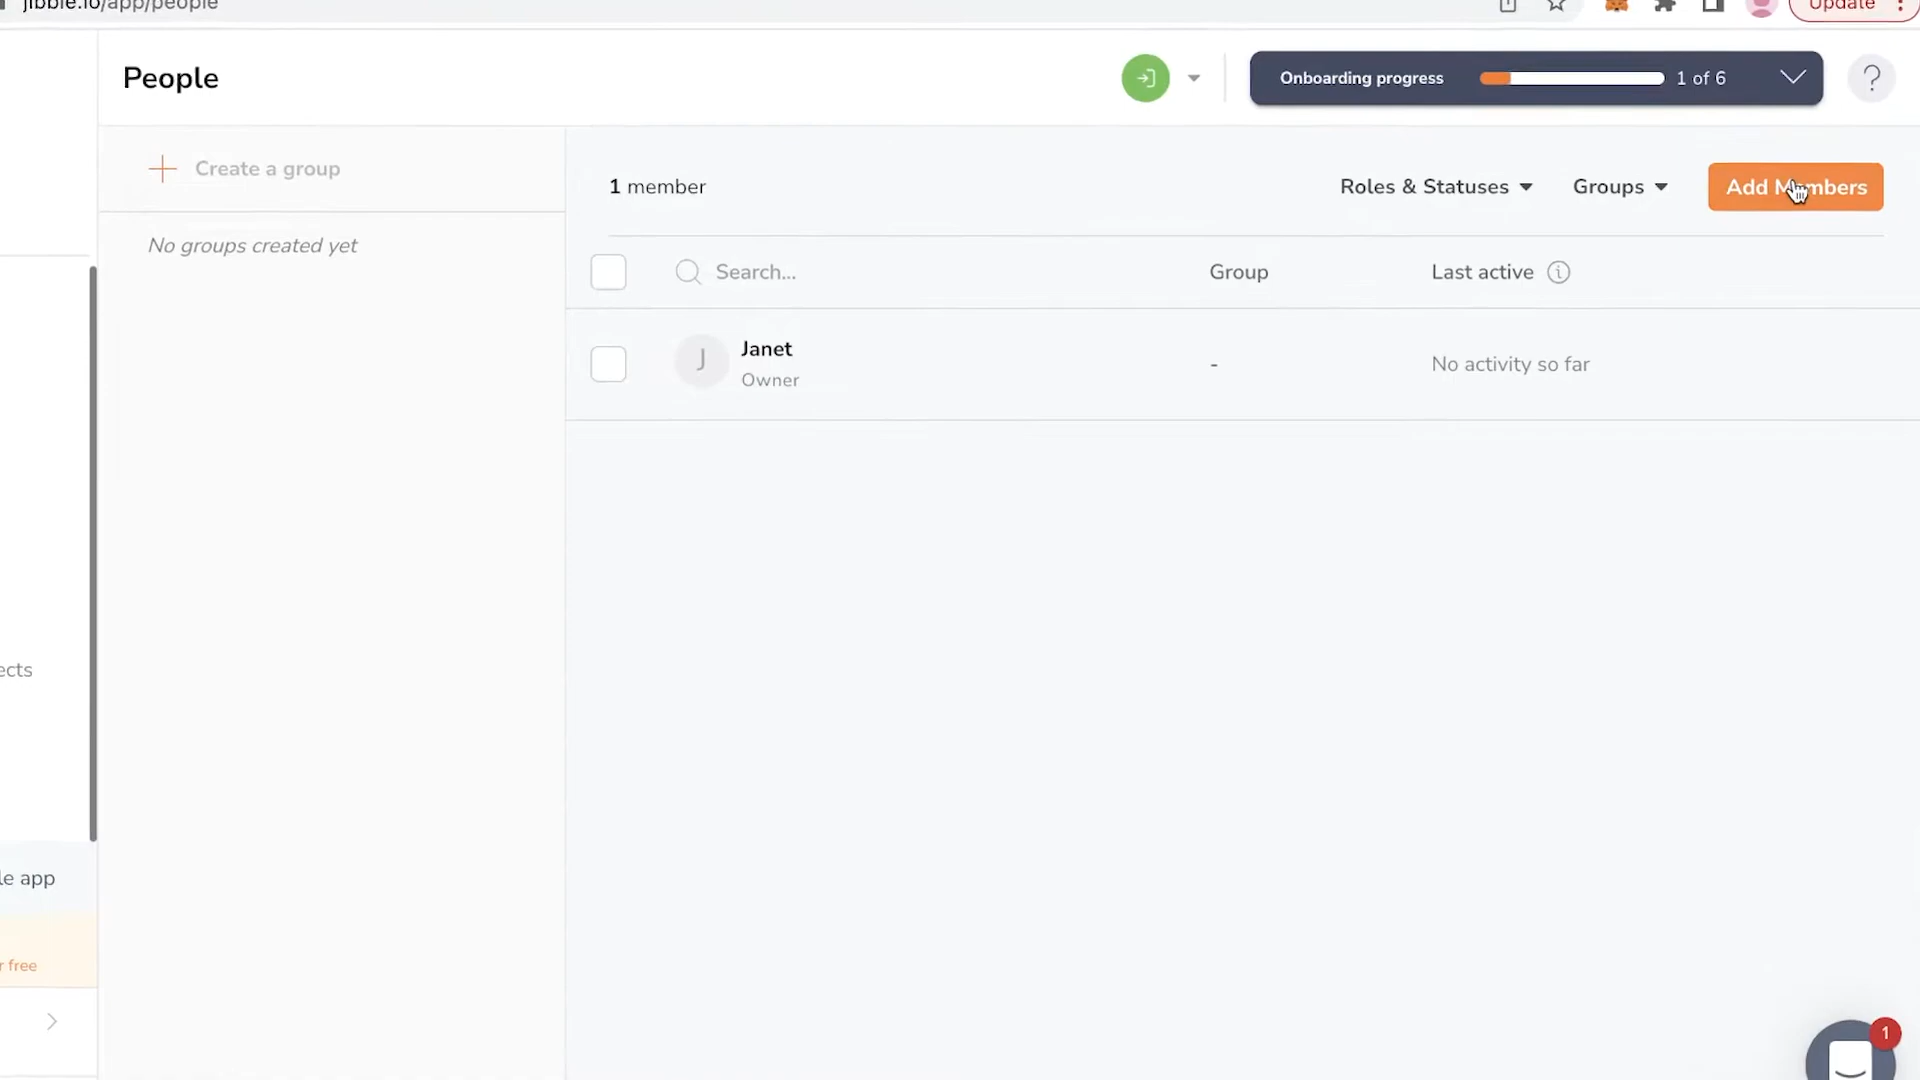 jibble.io/app/people
Update
People
Onboarding progress
1 of 6
?
Create a group
1 member
Roles & Statuses
Groups
Add Members
No groups created yet
Search...
Group
Last active
J
Janet
Owner
-
No activity so far
ects
le app
r free
1